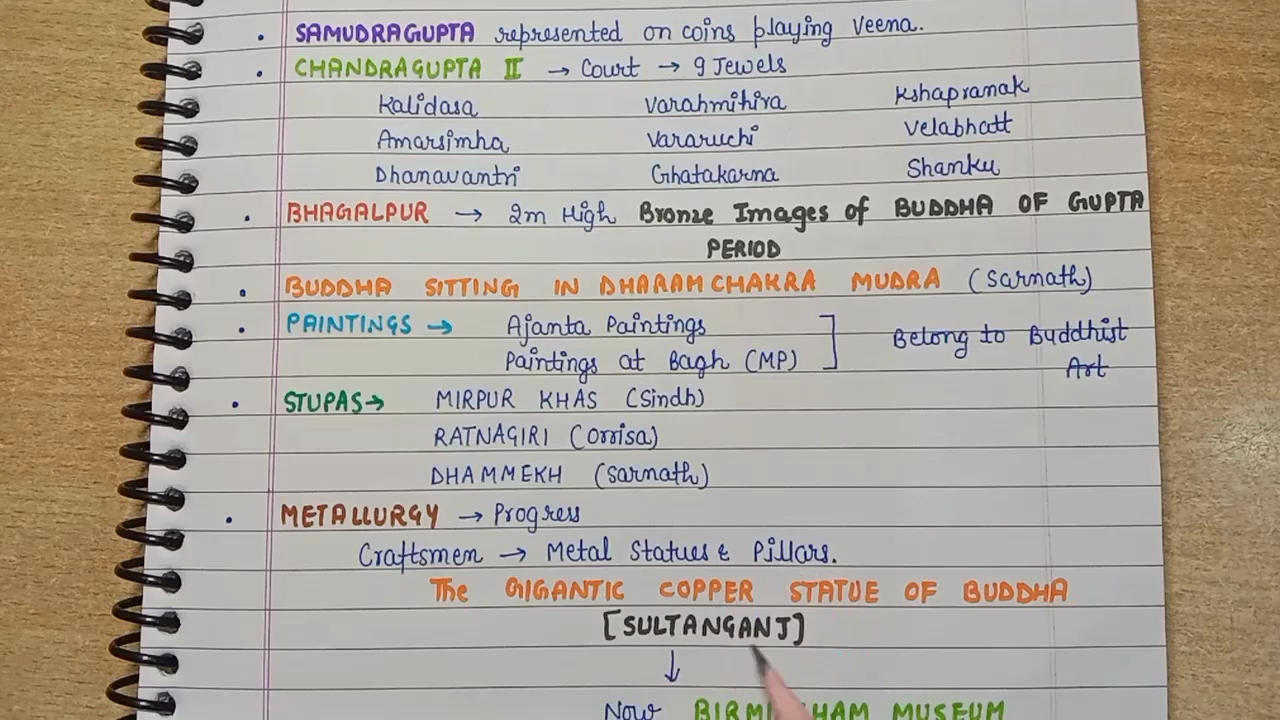 • SAMUDRAGUPTA represented on coins playing Veena.
• CHANDRAGUPTA II → Court → 9 Jewels
Kalidasa Varahmihira Kshapranak
Amarsimha Vararuchi Velabhatt
Dhanavantri Ghatakarna Shanku
• BHAGALPUR → 2m High Bronze Images of BUDDHA OF GUPTA
PERIOD
• BUDDHA SITTING IN DHARAMCHAKRA MUDRA (Sarnath)
• PAINTINGS → Ajanta Paintings
Paintings at Bagh (MP) ] Belong to Buddhist
Art
• STUPAS → MIRPUR KHAS (Sindh)
RATNAGIRI (Orrisa)
DHAMMEKH (Sarnath)
• METALLURGY → Progress
Craftsmen → Metal Statues & Pillars.
The GIGANTIC COPPER STATUE OF BUDDHA
[SULTANGANJ]
↓
Now BIRMINGHAM MUSEUM